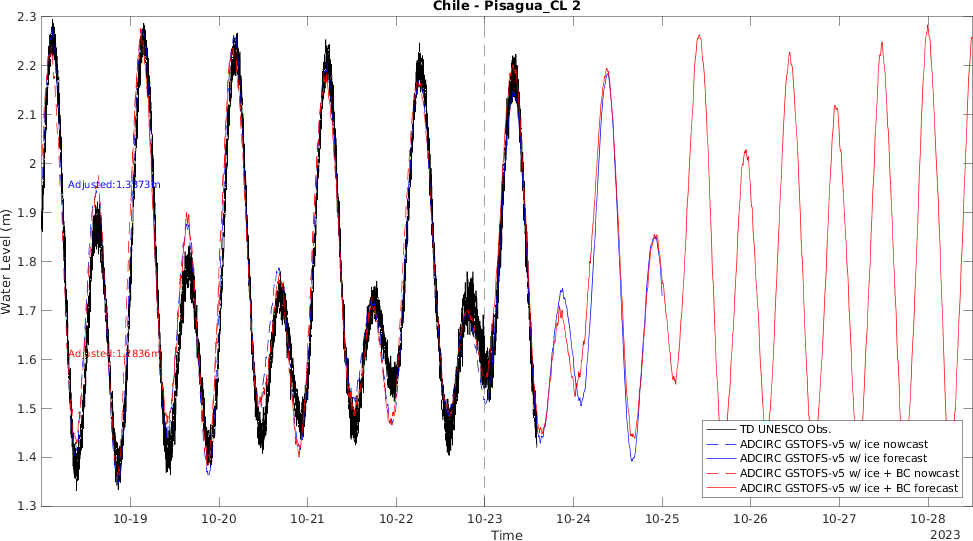 Chile - Pisagua_CL 2
2.3
2.2
2.1
2
1.9
1.8
1.7
1.6
1.5
1.4
1.3
Water Level (m)
Adjusted:1.3373m
Adjusted:1.2836m
TD UNESCO Obs.
ADCIRC GSTOFS-v5 w/ ice nowcast
ADCIRC GSTOFS-v5 w/ ice forecast
ADCIRC GSTOFS-v5 w/ ice + BC nowcast
ADCIRC GSTOFS-v5 w/ ice + BC forecast
10-19 10-20 10-21 10-22 10-23 10-24 10-25 10-26 10-27 10-28
Time
2023